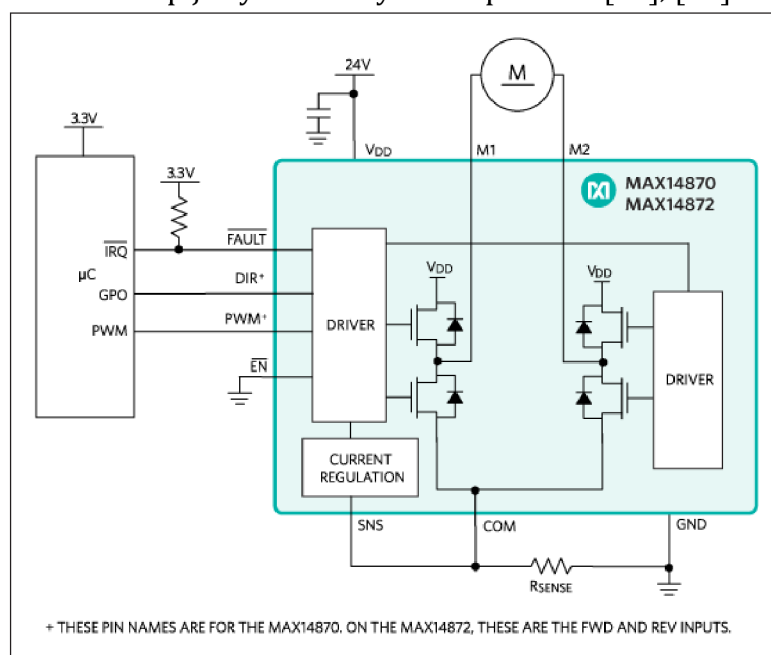 24V
M
3.3V
VDD
M1
M2
3.3V
MAX14870
MAX14872
IRQ
FAULT
µC
DIR+
GPO
VDD
VDD
PWM
PWM+
DRIVER
EN
DRIVER
CURRENT
REGULATION
SNS
COM
GND
RSENSE
+ THESE PIN NAMES ARE FOR THE MAX14870. ON THE MAX14872, THESE ARE THE FWD AND REV INPUTS.